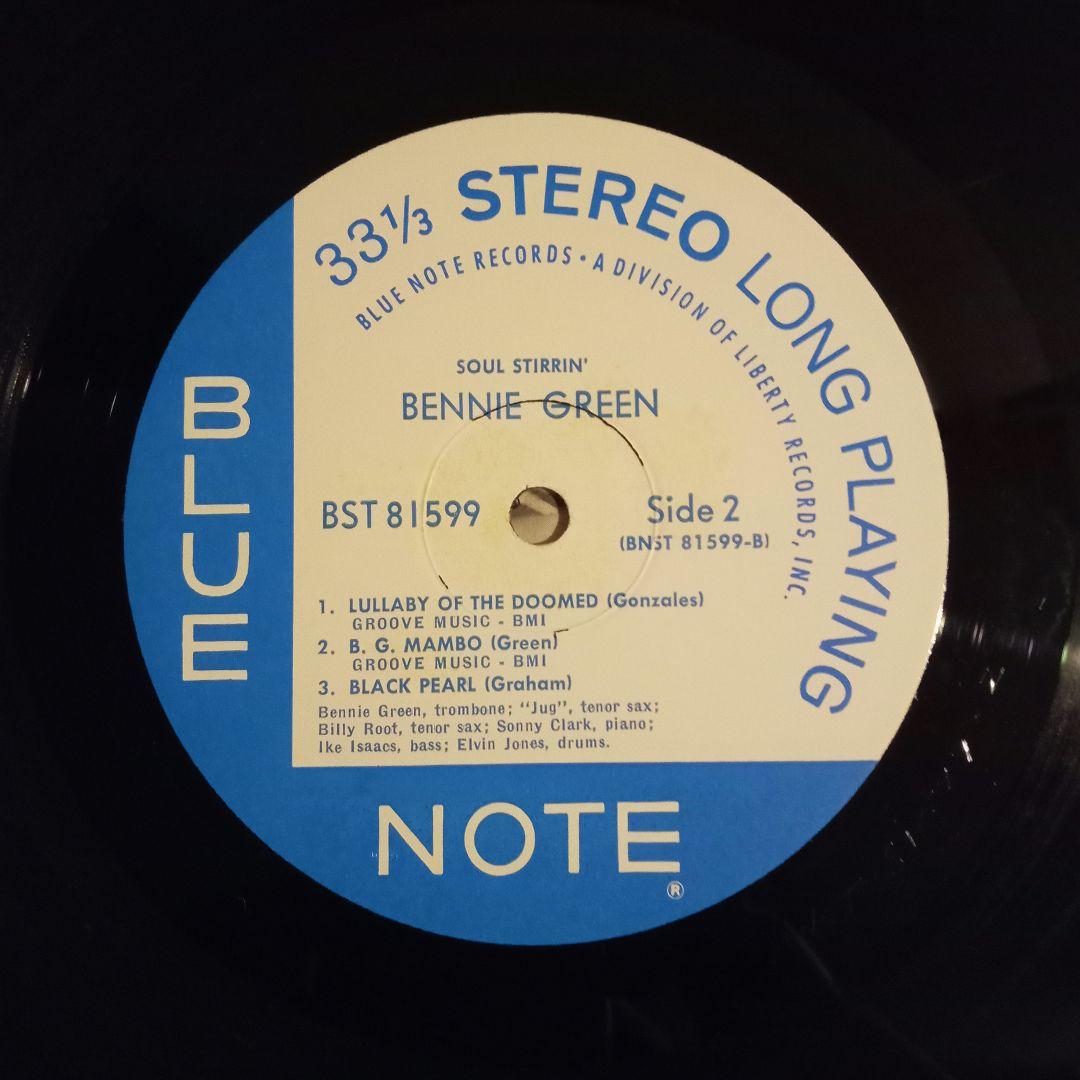 33 1/3 STEREO LONG PLAYING
BLUE NOTE RECORDS • A DIVISION OF LIBERTY RECORDS, INC.
SOUL STIRRIN'
BENNIE GREEN
BST 81599
Side 2
(BNST 81599-B)
1. LULLABY OF THE DOOMED (Gonzales)
GROOVE MUSIC - BMI
2. B. G. MAMBO (Green)
GROOVE MUSIC - BMI
3. BLACK PEARL (Graham)
Bennie Green, trombone; "Jug", tenor sax;
Billy Root, tenor sax; Sonny Clark, piano;
Ike Isaacs, bass; Elvin Jones, drums.
BLUE
NOTE
®